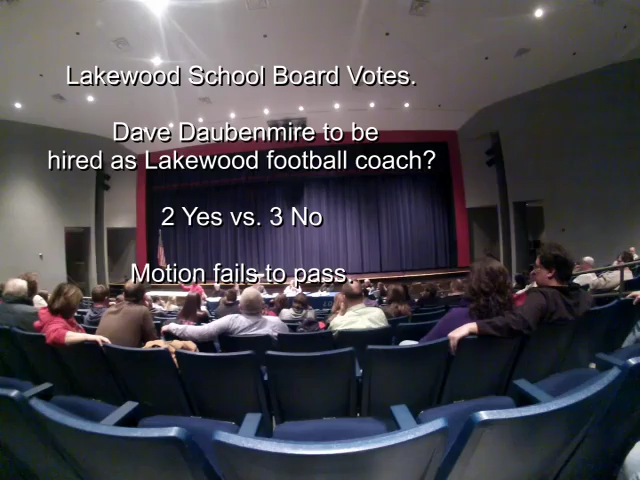 Lakewood School Board Votes.
Dave Daubenmire to be
hired as Lakewood football coach?
2 Yes vs. 3 No
Motion fails to pass.